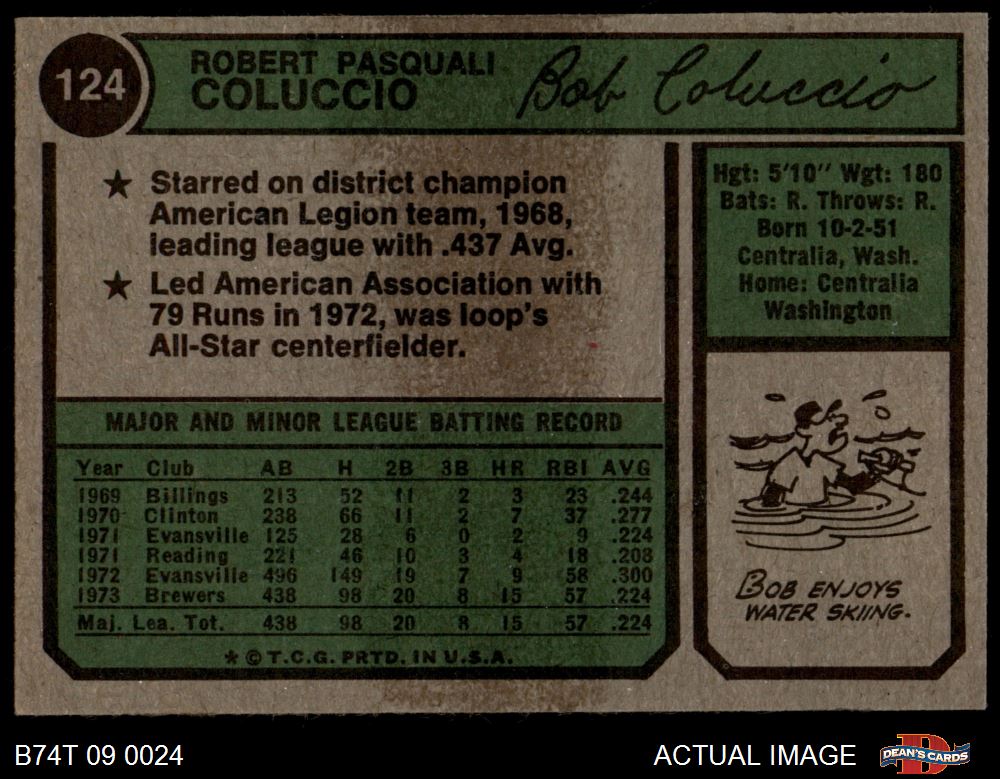 124
ROBERT PASQUALI
COLUCCIO
Bob Coluccio
★ Starred on district champion
American Legion team, 1968,
leading league with .437 Avg.
★ Led American Association with
79 Runs in 1972, was loop's
All-Star centerfielder.
Hgt: 5'10" Wgt: 180
Bats: R. Throws: R.
Born 10-2-51
Centralia, Wash.
Home: Centralia
Washington
MAJOR AND MINOR LEAGUE BATTING RECORD
Year Club AB H 2B 3B HR RBI AVG
1969 Billings 213 52 11 2 3 23 .244
1970 Clinton 238 66 11 2 7 37 .277
1971 Evansville 125 28 6 0 2 9 .224
1971 Reading 221 46 10 3 4 18 .208
1972 Evansville 496 149 19 7 9 58 .300
1973 Brewers 438 98 20 8 15 57 .224
Maj. Lea. Tot. 438 98 20 8 15 57 .224
* © T.C.G. PRTD. IN U.S.A.
BOB ENJOYS
WATER SKIING.
B74T 09 0024
ACTUAL IMAGE
DEAN'S CARDS